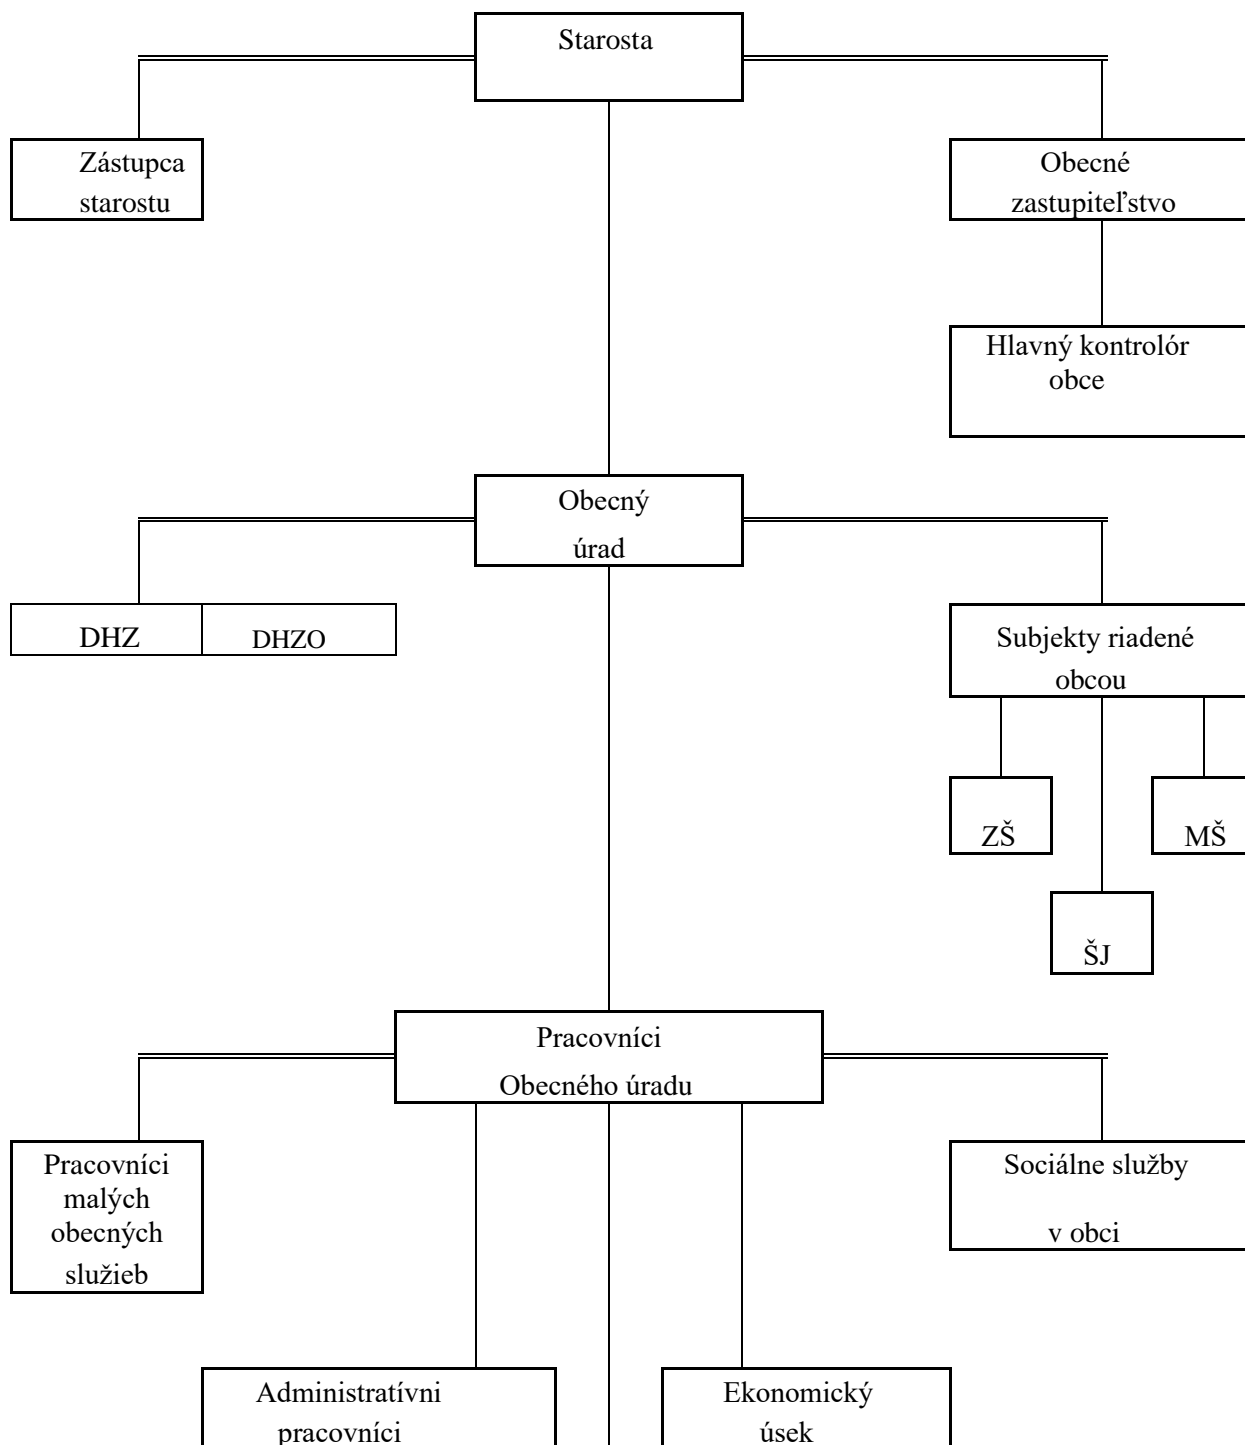 Starosta
Zástupca
starostu
Obecné
zastupiteľstvo
Hlavný kontrolór
obce
Obecný
úrad
DHZ
DHZO
Subjekty riadené
obcou
ZŠ
MŠ
ŠJ
Pracovníci
Obecného úradu
Pracovníci
malých
obecných
služieb
Sociálne služby
v obci
Administratívni
pracovníci
Ekonomický
úsek